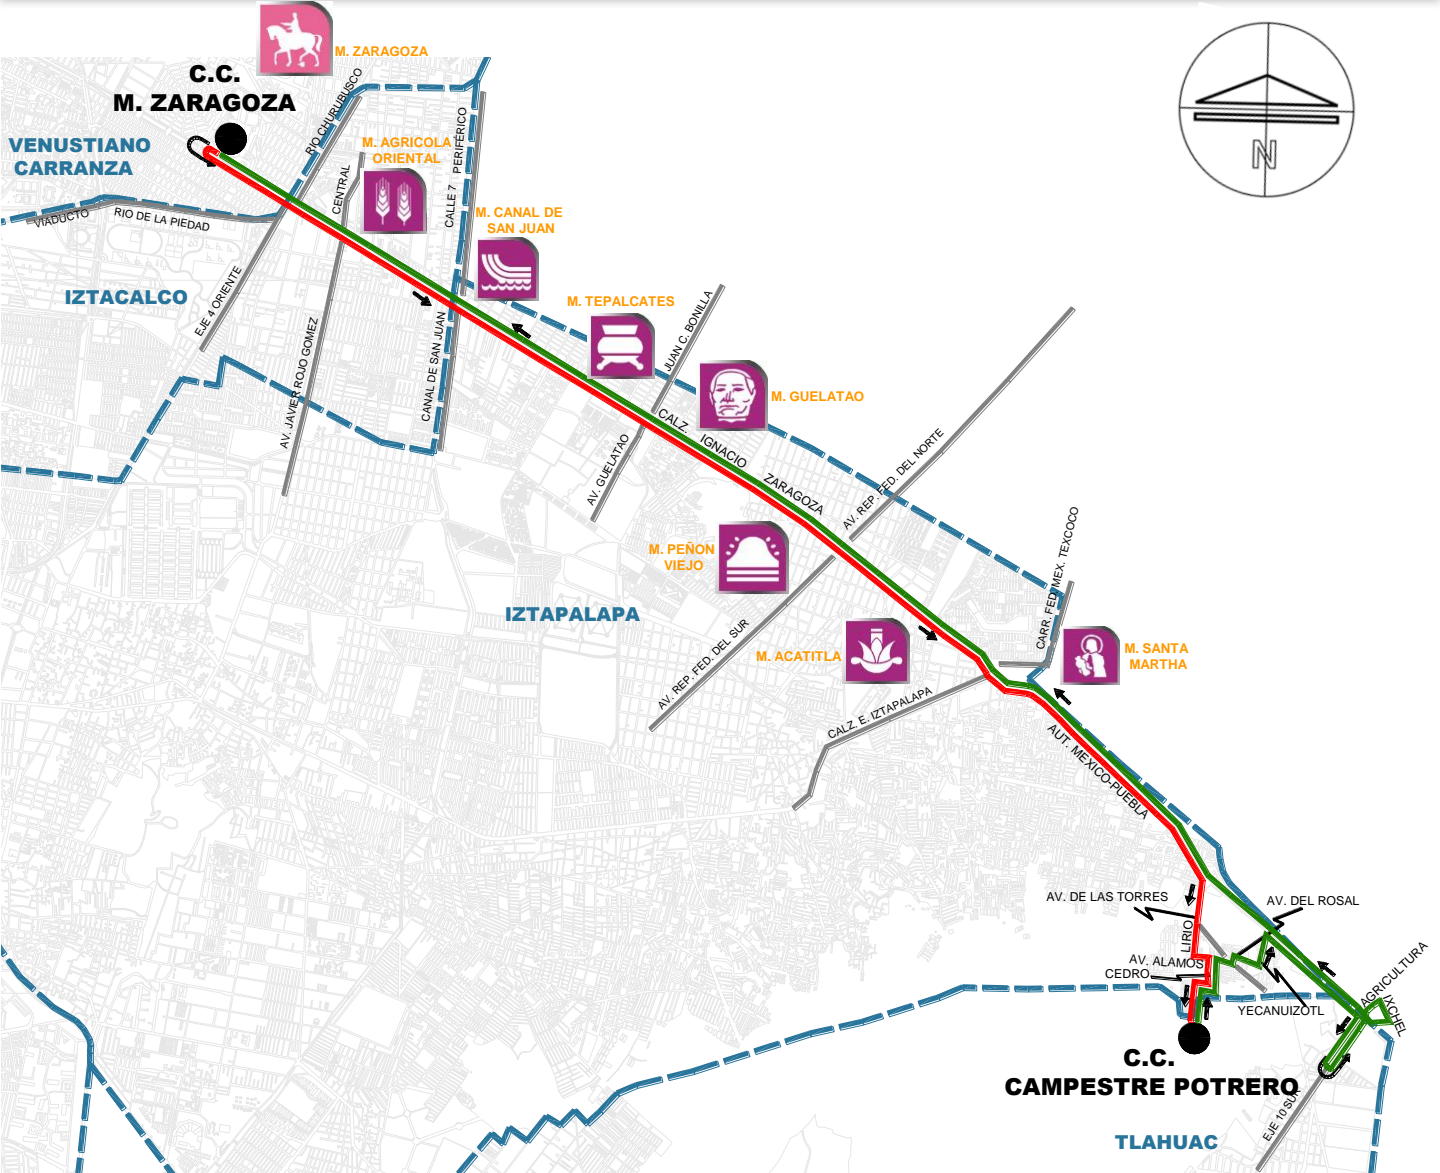 M. ZARAGOZA
C.C.
M. ZARAGOZA
RIO CHURUBUSCO
VENUSTIANO
CARRANZA
M. AGRICOLA
ORIENTAL
CALLE 7
PERIFÉRICO
CENTRAL
VIADUCTO
RIO DE LA PIEDAD
M. CANAL DE
SAN JUAN
N
IZTACALCO
EJE 4 ORIENTE
AV. JAVIER ROJO GOMEZ
CANAL DE SAN JUAN
M. TEPALCATES
JUAN C. BONILLA
M. GUELATAO
CALZ. IGNACIO ZARAGOZA
AV. GUELATAO
AV. REP. FED. DEL NORTE
M. PEÑON
VIEJO
CARR. FED. MEX. TEXCOCO
IZTAPALAPA
AV. REP. FED. DEL SUR
M. ACATITLA
M. SANTA
MARTHA
CALZ. E. IZTAPALAPA
AUT. MEXICO-PUEBLA
AV. DE LAS TORRES
AV. DEL ROSAL
LIRIO
AV. ALAMOS
CEDRO
AGRICULTURA
IXCHEL
YECANUIZOTL
C.C.
CAMPESTRE POTRERO
EJE 10 SUR
TLAHUAC